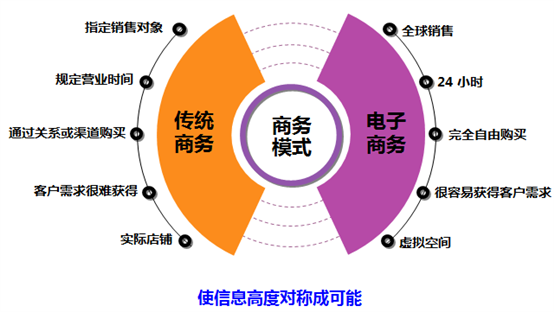 指定销售对象
规定营业时间
通过关系或渠道购买
客户需求很难获得
实际店铺
传统
商务
商务
模式
电子
商务
全球销售
24 小时
完全自由购买
很容易获得客户需求
虚拟空间
使信息高度对称成可能